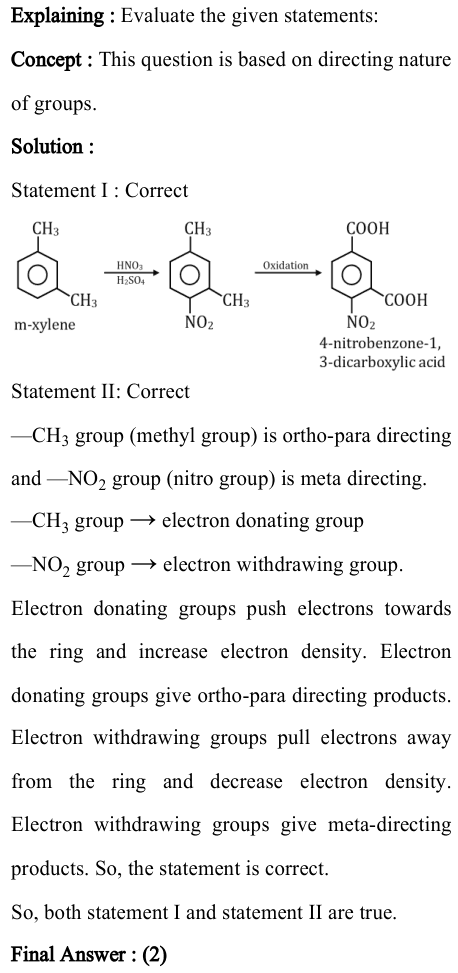 Explaining : Evaluate the given statements:
Concept : This question is based on directing nature
of groups.
Solution :
Statement I : Correct
CH₃ CH₃ COOH
HNO₃ Oxidation
H₂SO₄
CH₃ CH₃ COOH
m-xylene NO₂ NO₂
4-nitrobenzone-1,
3-dicarboxylic acid
Statement II: Correct
—CH₃ group (methyl group) is ortho-para directing
and —NO₂ group (nitro group) is meta directing.
—CH₃ group → electron donating group
—NO₂ group → electron withdrawing group.
Electron donating groups push electrons towards
the ring and increase electron density. Electron
donating groups give ortho-para directing products.
Electron withdrawing groups pull electrons away
from the ring and decrease electron density.
Electron withdrawing groups give meta-directing
products. So, the statement is correct.
So, both statement I and statement II are true.
Final Answer : (2)